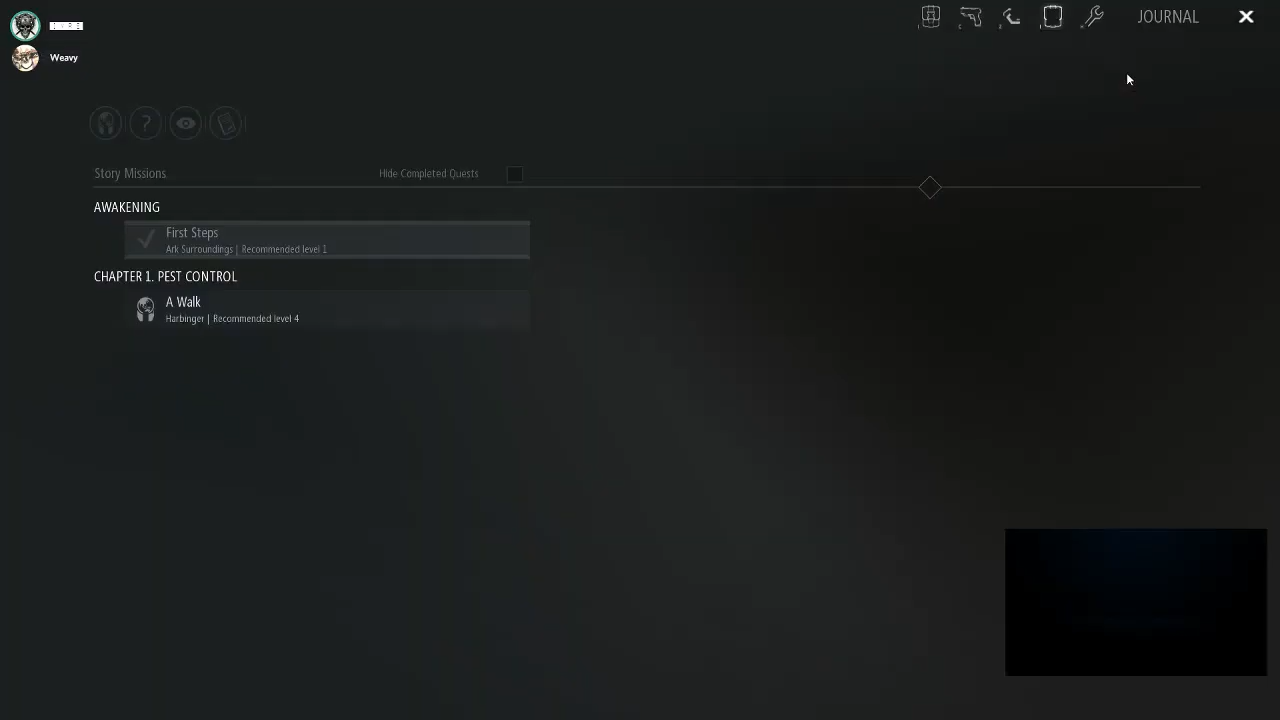 JOURNAL
Weavy
?
Story Missions
Hide Completed Quests
AWAKENING
First Steps
Ark Surroundings | Recommended level 1
CHAPTER 1. PEST CONTROL
A Walk
Harbinger | Recommended level 4